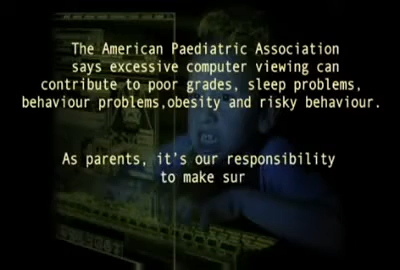 The American Paediatric Association
says excessive computer viewing can
contribute to poor grades, sleep problems,
behaviour problems,obesity and risky behaviour.
As parents, it's our responsibility
to make sur